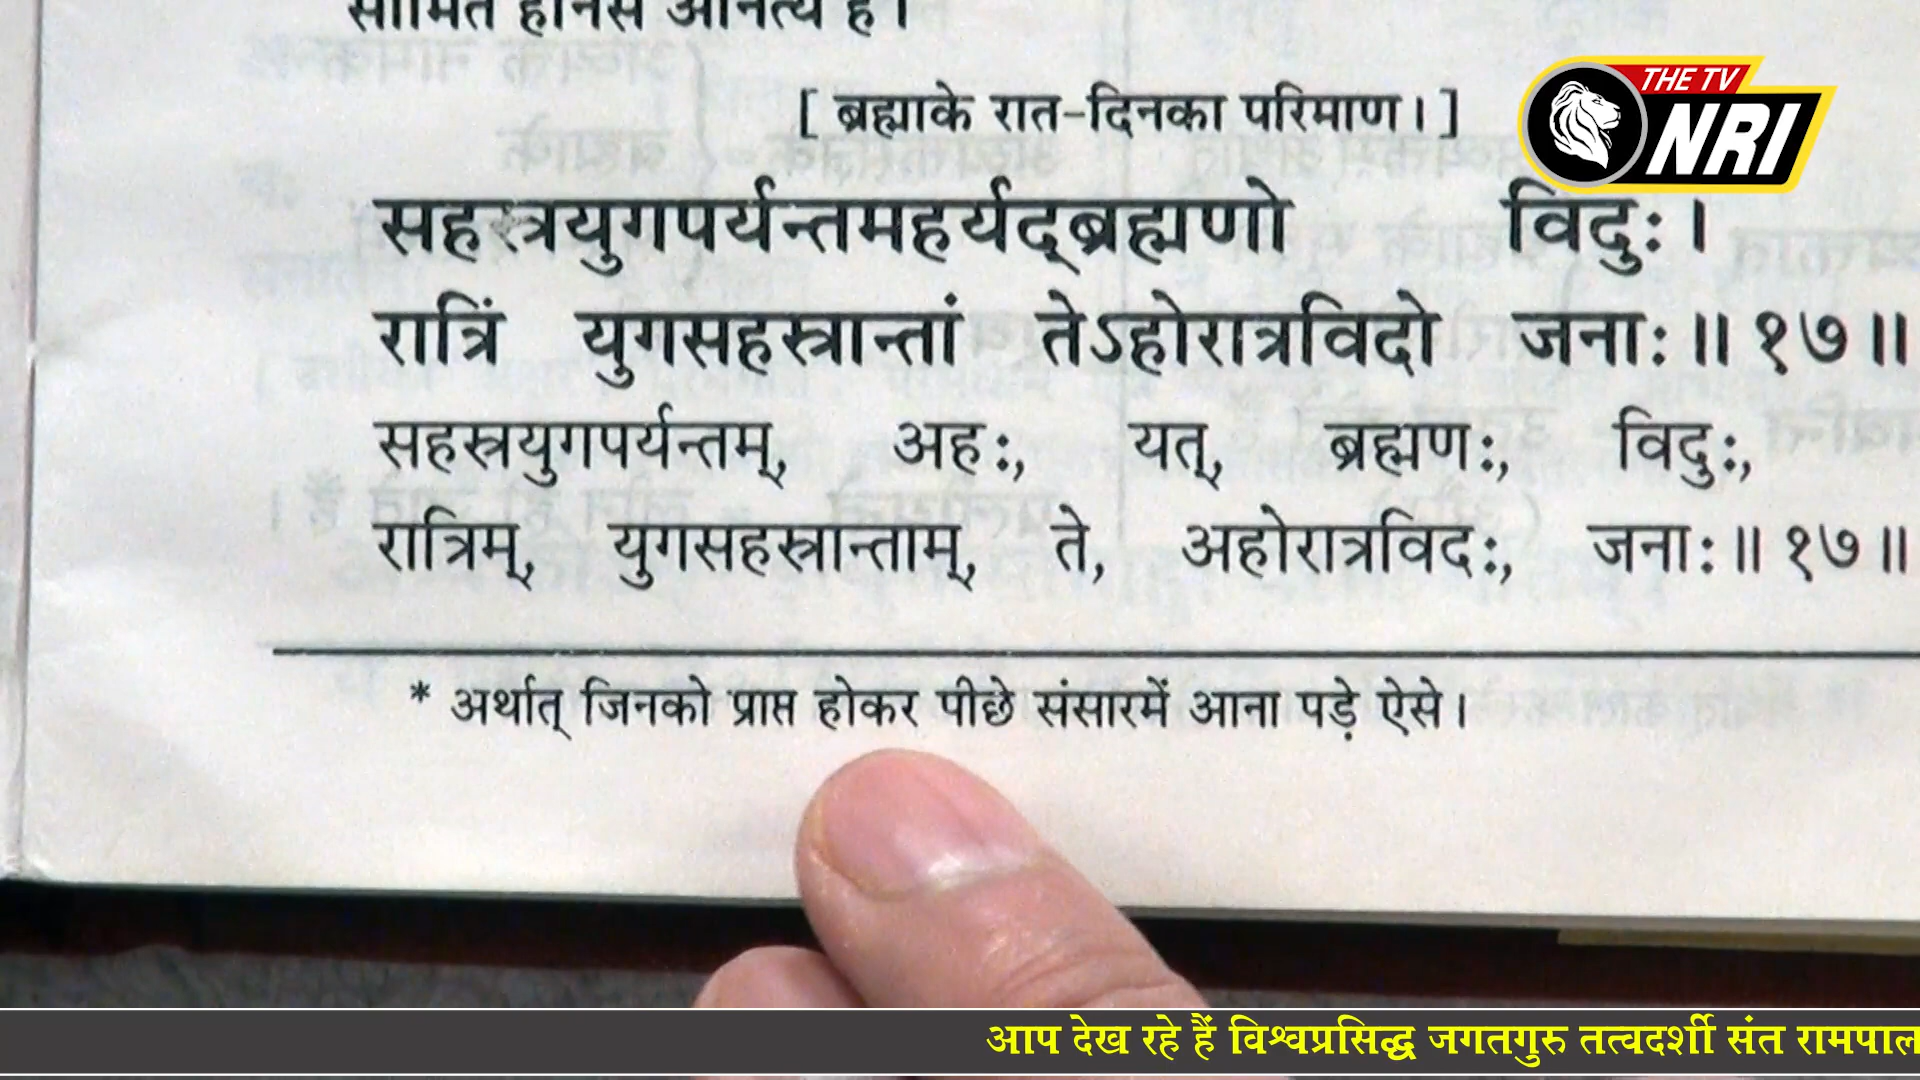 सीमित होनेसे अनित्य है।
[ ब्रह्माके रात-दिनका परिमाण। ]
THE TV
NRI
सहस्रयुगपर्यन्तमहर्यद्ब्रह्मणो विदुः।
रात्रिं युगसहस्रान्तां तेऽहोरात्रविदो जनाः॥ १७॥
सहस्रयुगपर्यन्तम्, अहः, यत्, ब्रह्मणः, विदुः,
रात्रिम्, युगसहस्रान्ताम्, ते, अहोरात्रविदः, जनाः॥ १७॥
* अर्थात् जिनको प्राप्त होकर पीछे संसारमें आना पड़े ऐसे।
आप देख रहे हैं विश्वप्रसिद्ध जगतगुरु तत्वदर्शी संत रामपाल